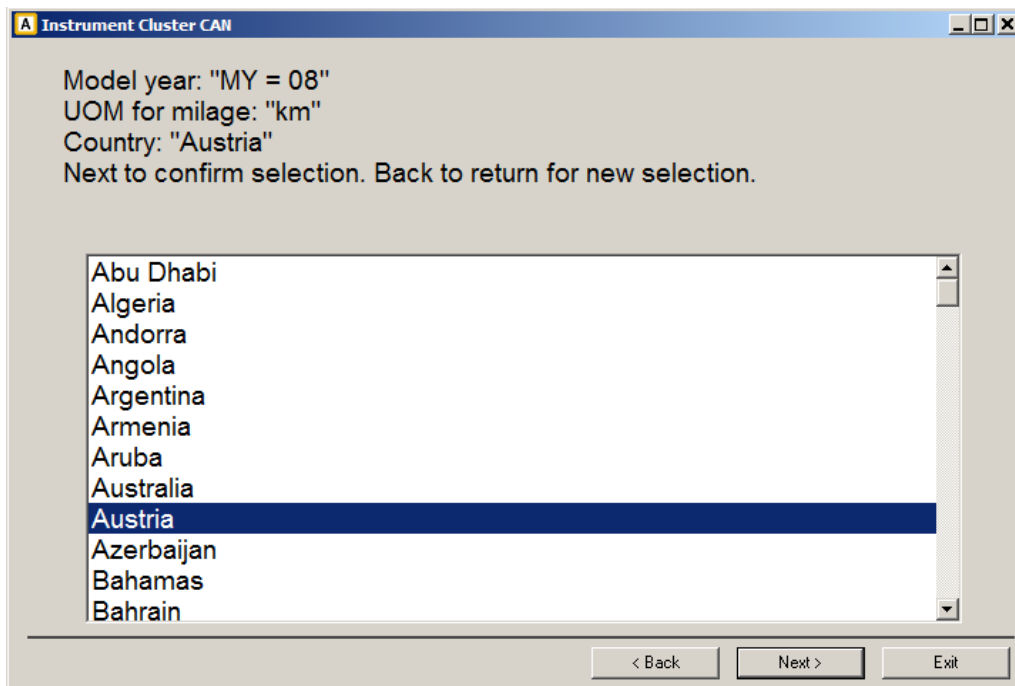 A Instrument Cluster CAN
Model year: "MY = 08"
UOM for milage: "km"
Country: "Austria"
Next to confirm selection. Back to return for new selection.
Abu Dhabi
Algeria
Andorra
Angola
Argentina
Armenia
Aruba
Australia
Austria
Azerbaijan
Bahamas
Bahrain
< Back Next > Exit